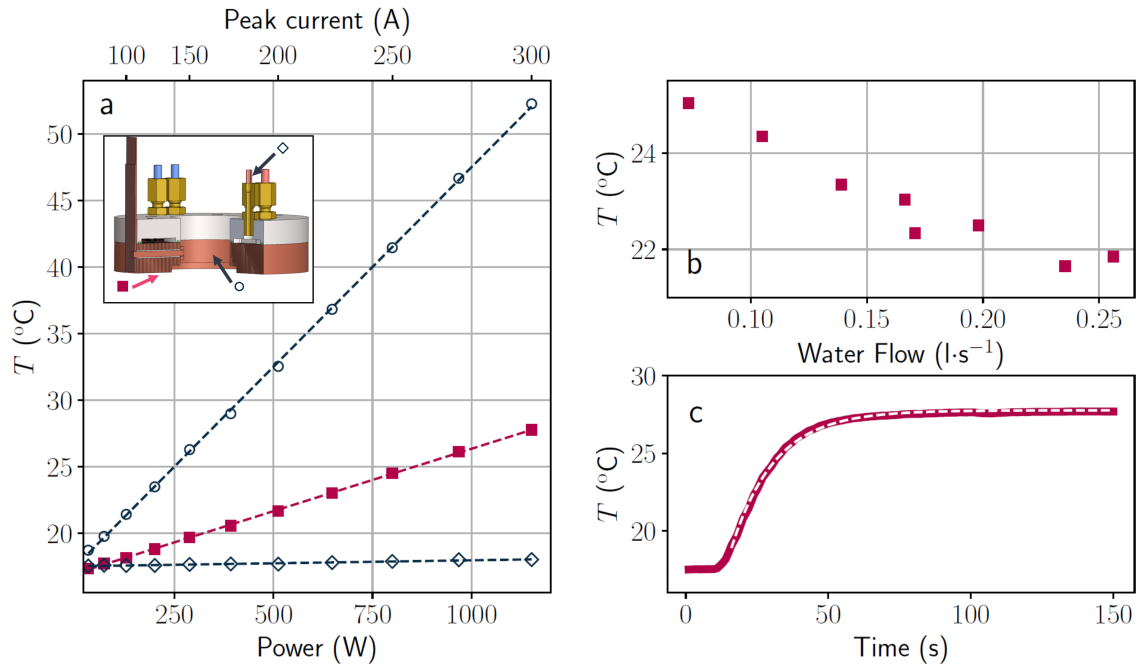 Peak current (A)
100 150 200 250 300
a
50
45
40
35
30
25
20
T (°C)
250 500 750 1000
Power (W)
24
22
T (°C)
b
0.10 0.15 0.20 0.25
Water Flow (l·s⁻¹)
30
20
T (°C)
c
0 50 100 150
Time (s)